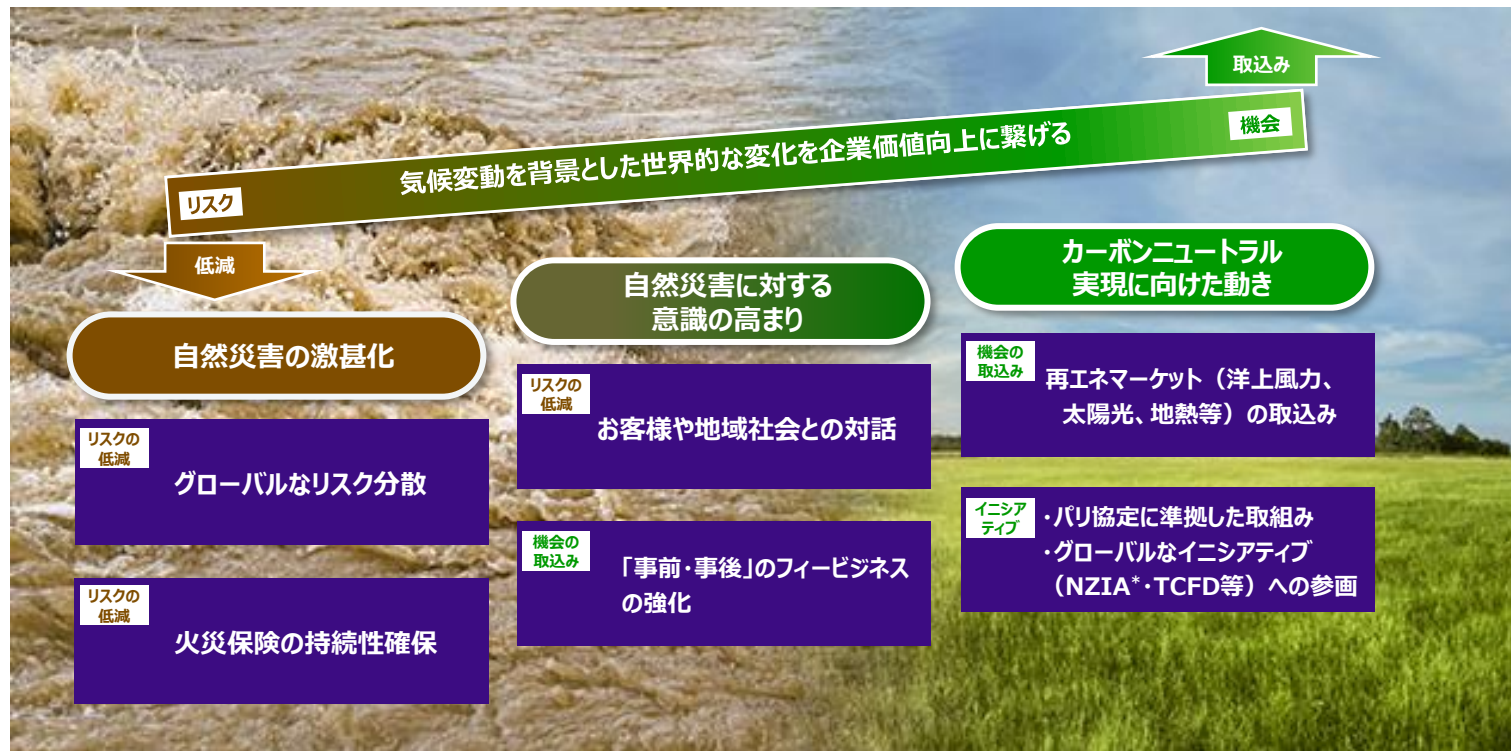 取込み
機会
気候変動を背景とした世界的な変化を企業価値向上に繋げる
リスク
低減
自然災害の激甚化
リスクの
低減
グローバルなリスク分散
リスクの
低減
火災保険の持続性確保
自然災害に対する
意識の高まり
リスクの
低減
お客様や地域社会との対話
機会の
取込み
「事前・事後」のフィービジネス
の強化
カーボンニュートラル
実現に向けた動き
機会の
取込み
再エネマーケット（洋上風力、
太陽光、地熱等）の取込み
イニシア
ティブ
・パリ協定に準拠した取組み
・グローバルなイニシアティブ
（NZIA*・TCFD等）への参画